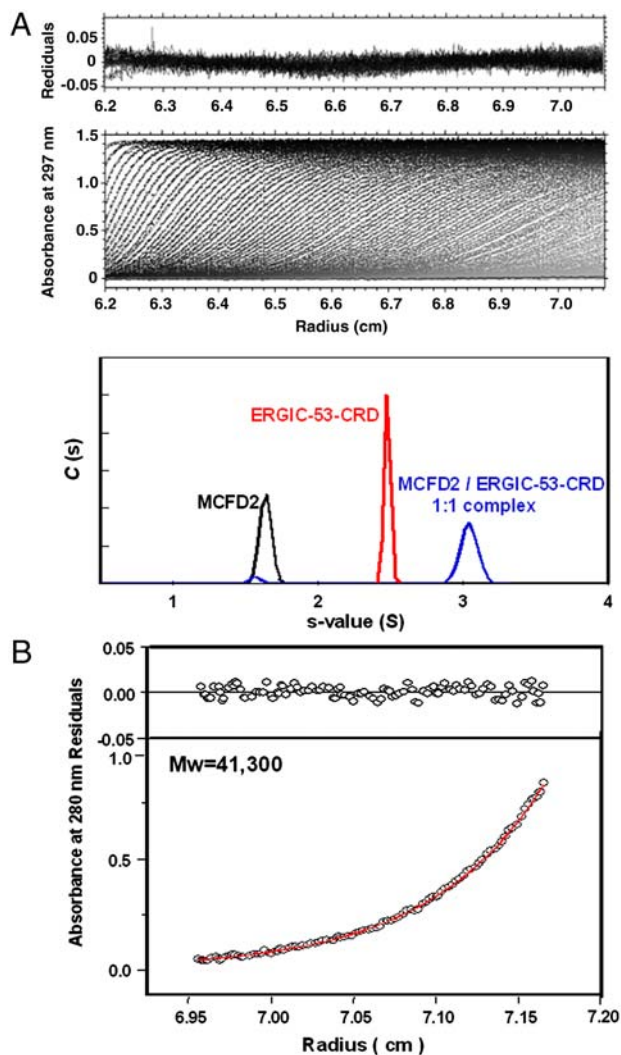 A
Rediduals
0.05
0
-0.05
6.2 6.3 6.4 6.5 6.6 6.7 6.8 6.9 7.0
Absorbance at 297 nm
1.5
1.0
0.5
0
6.2 6.3 6.4 6.5 6.6 6.7 6.8 6.9 7.0
Radius (cm)
C (s)
ERGIC-53-CRD
MCFD2
MCFD2 / ERGIC-53-CRD
1:1 complex
1 2 3 4
s-value (S)
B
Absorbance at 280 nm Residuals
0.05
0.00
-0.05
1.0
Mw=41,300
0.5
0.0
6.95 7.00 7.05 7.10 7.15 7.20
Radius ( cm )